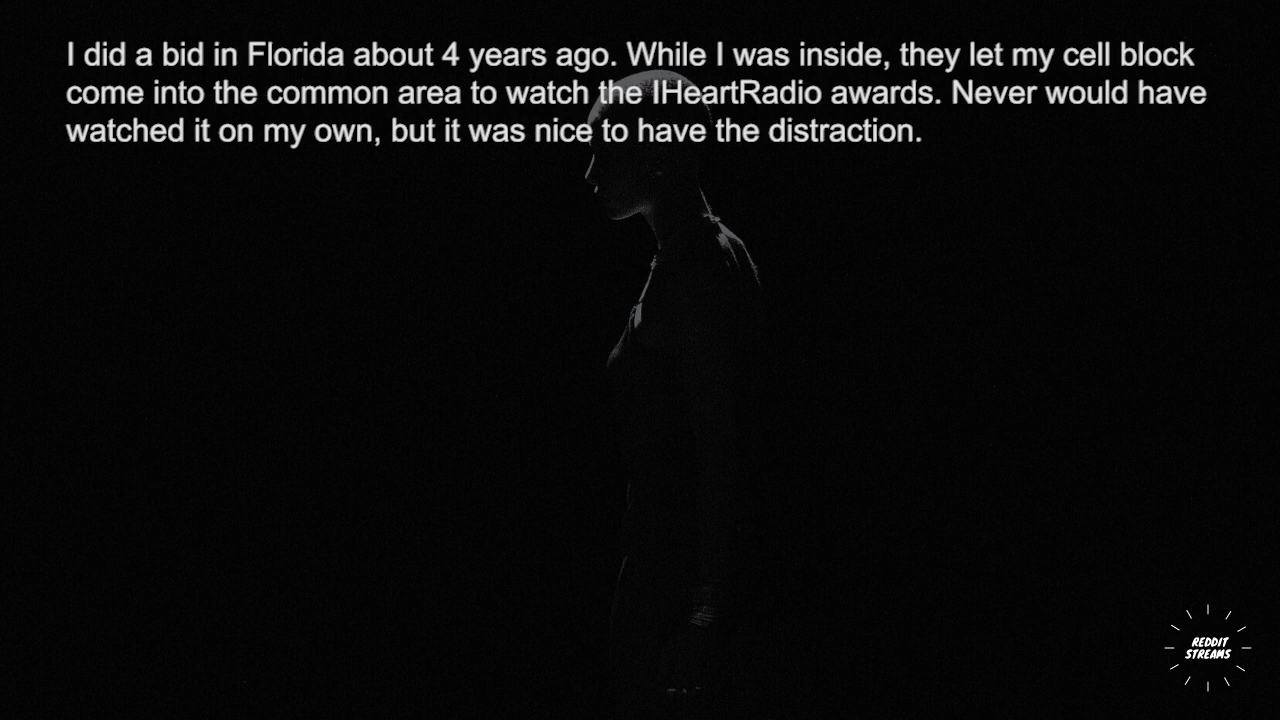 I did a bid in Florida about 4 years ago. While I was inside, they let my cell block
come into the common area to watch the IHeartRadio awards. Never would have
watched it on my own, but it was nice to have the distraction.
REDDIT
STREAMS